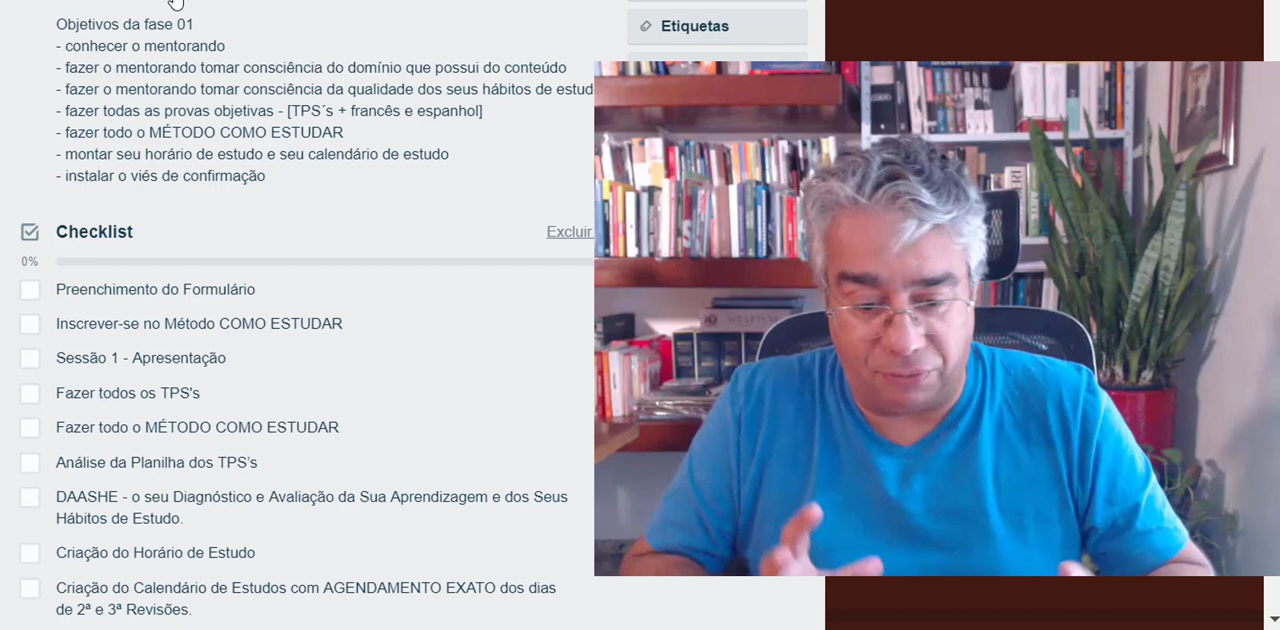 Objetivos da fase 01
- conhecer o mentorando
- fazer o mentorando tomar consciência do domínio que possui do conteúdo
- fazer o mentorando tomar consciência da qualidade dos seus hábitos de estud
- fazer todas as provas objetivas - [TPS´s + francês e espanhol]
- fazer todo o MÉTODO COMO ESTUDAR
- montar seu horário de estudo e seu calendário de estudo
- instalar o viés de confirmação
Etiquetas
Checklist
Excluir
0%
Preenchimento do Formulário
Inscrever-se no Método COMO ESTUDAR
Sessão 1 - Apresentação
Fazer todos os TPS's
Fazer todo o MÉTODO COMO ESTUDAR
Análise da Planilha dos TPS’s
DAASHE - o seu Diagnóstico e Avaliação da Sua Aprendizagem e dos Seus
Hábitos de Estudo.
Criação do Horário de Estudo
Criação do Calendário de Estudos com AGENDAMENTO EXATO dos dias
de 2ª e 3ª Revisões.